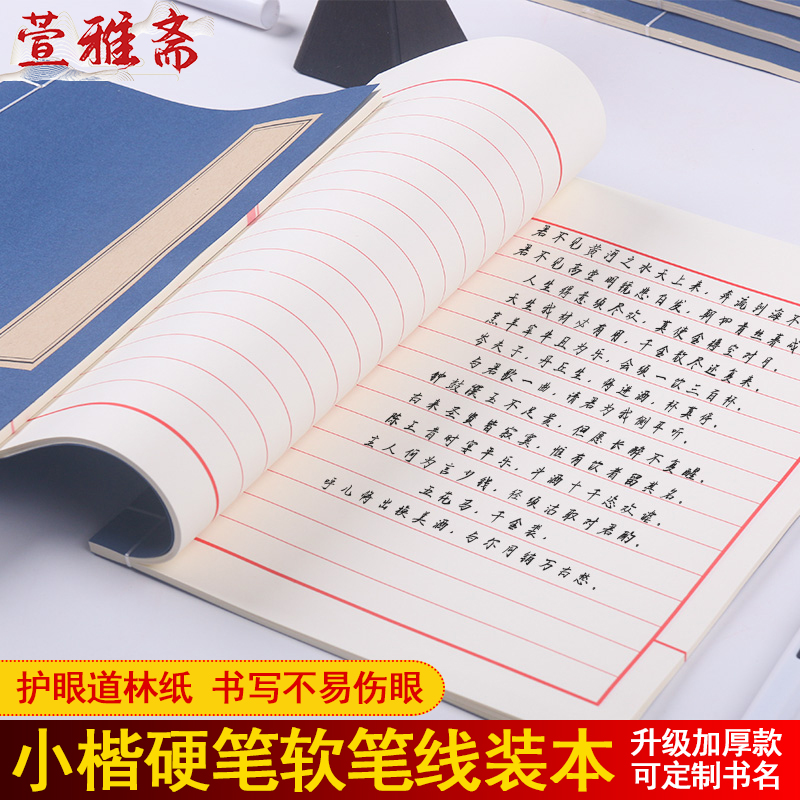 萱雅斋
君不见黄河之水天上来，奔流到海不
君不见高堂明镜悲白发，朝如青丝暮成
人生得意须尽欢，莫使金樽空对月。
天生我材必有用，千金散尽还复来。
烹羊宰牛且为乐，会须一饮三百杯。
岑夫子，丹丘生，将进酒，杯莫停。
与君歌一曲，请君为我侧耳听。
钟鼓馔玉不足贵，但愿长醉不复醒。
古来圣贤皆寂寞，惟有饮者留其名。
陈王昔时宴平乐，斗酒十千恣欢谑。
主人何为言少钱，径须沽取对君酌。
五花马，千金裘，
呼儿将出换美酒，与尔同销万古愁。
护眼道林纸 书写不易伤眼
小楷硬笔软笔线装本
升级加厚款
可定制书名